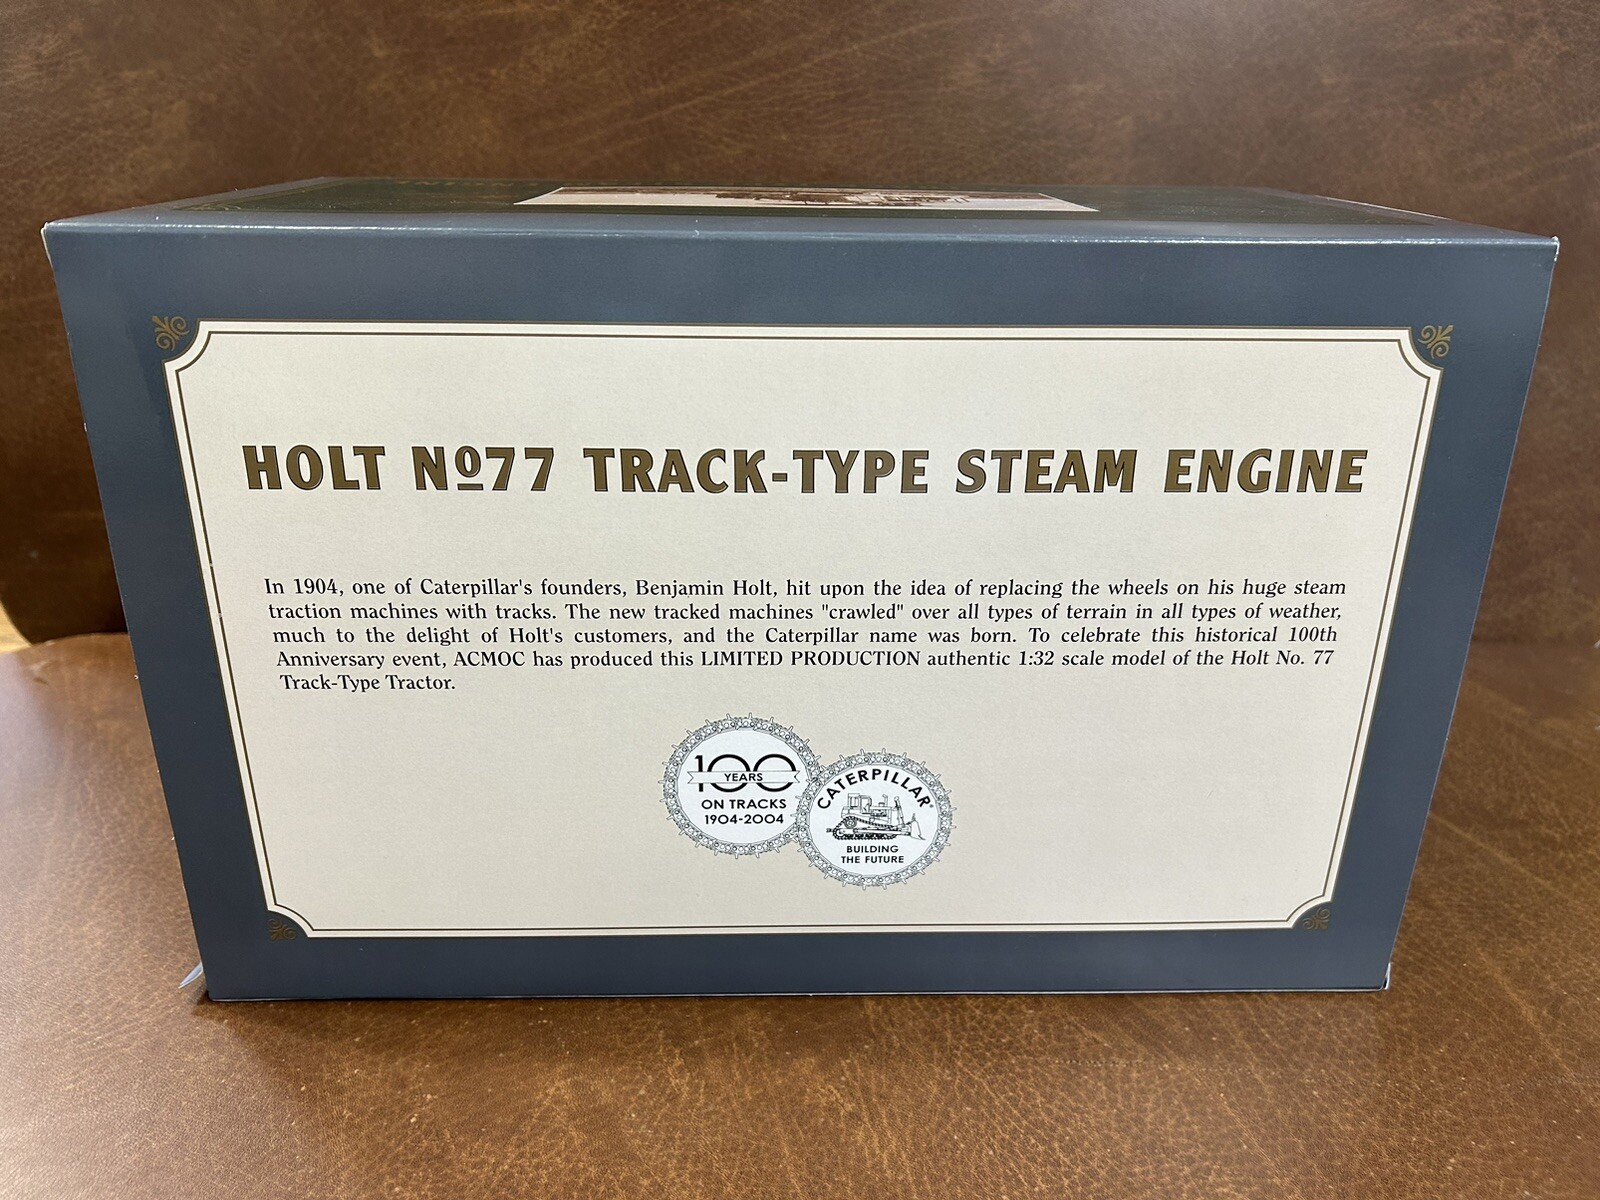 HOLT Nº77 TRACK-TYPE STEAM ENGINE
In 1904, one of Caterpillar's founders, Benjamin Holt, hit upon the idea of replacing the wheels on his huge steam
traction machines with tracks. The new tracked machines "crawled" over all types of terrain in all types of weather,
much to the delight of Holt's customers, and the Caterpillar name was born. To celebrate this historical 100th
Anniversary event, ACMOC has produced this LIMITED PRODUCTION authentic 1:32 scale model of the Holt No. 77
Track-Type Tractor.
100
YEARS
ON TRACKS
1904-2004
CATERPILLAR®
BUILDING
THE FUTURE